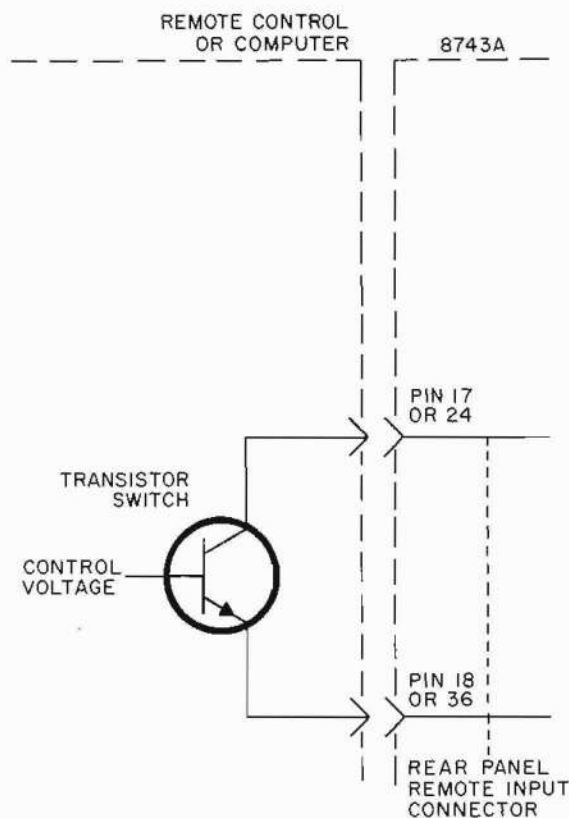 REMOTE CONTROL
OR COMPUTER
8743A
PIN 17
OR 24
TRANSISTOR
SWITCH
CONTROL
VOLTAGE
PIN 18
OR 36
REAR PANEL
REMOTE INPUT
CONNECTOR